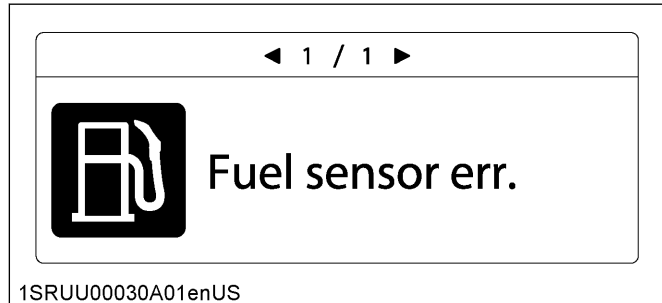 ◄ 1 / 1 ►
Fuel sensor err.
1SRUU00030A01enUS